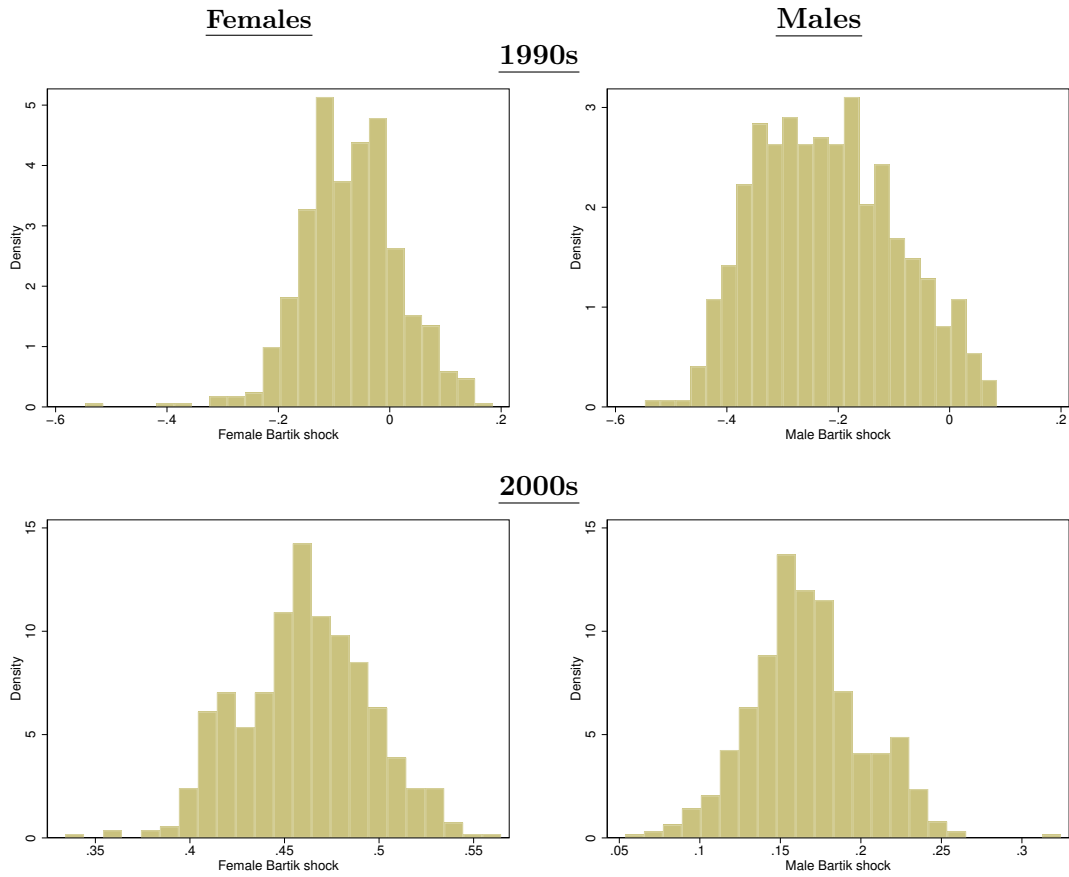 Females Males
1990s
Density
5
4
3
2
1
0
-.6 -.4 -.2 0 .2
Female Bartik shock
Density
3
2
1
0
-.6 -.4 -.2 0 .2
Male Bartik shock
2000s
Density
15
10
5
0
.35 .4 .45 .5 .55
Female Bartik shock
Density
15
10
5
0
.05 .1 .15 .2 .25 .3
Male Bartik shock